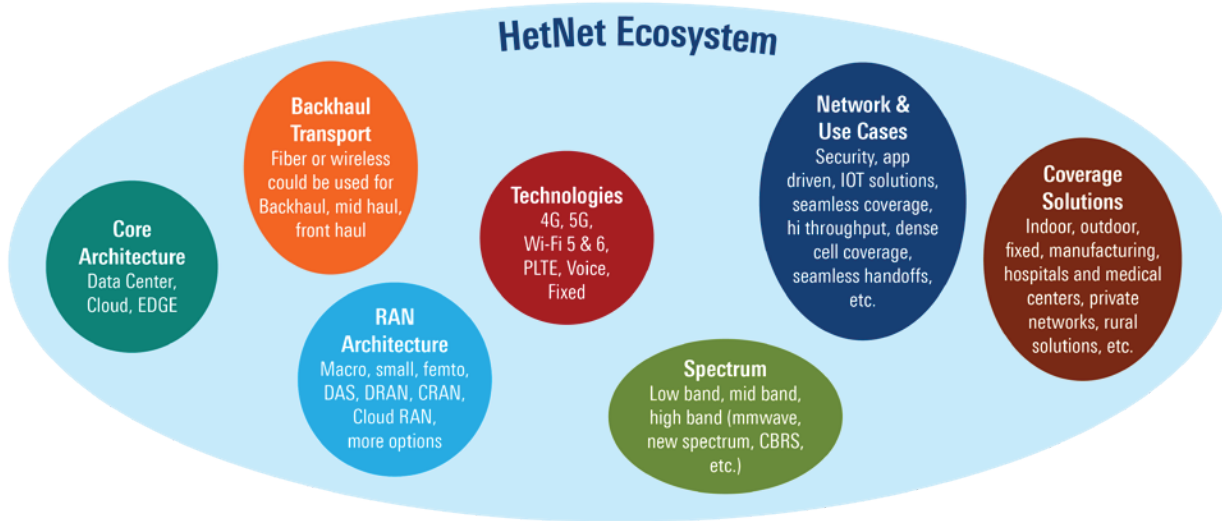 HetNet Ecosystem
Core
Architecture
Data Center,
Cloud, EDGE
Backhaul
Transport
Fiber or wireless
could be used for
Backhaul, mid haul,
front haul
RAN
Architecture
Macro, small, femto,
DAS, DRAN, CRAN,
Cloud RAN,
more options
Technologies
4G, 5G,
Wi-Fi 5 & 6,
PLTE, Voice,
Fixed
Spectrum
Low band, mid band,
high band (mmwave,
new spectrum, CBRS,
etc.)
Network &
Use Cases
Security, app
driven, IOT solutions,
seamless coverage,
hi throughput, dense
cell coverage,
seamless handoffs,
etc.
Coverage
Solutions
Indoor, outdoor,
fixed, manufacturing,
hospitals and medical
centers, private
networks, rural
solutions, etc.